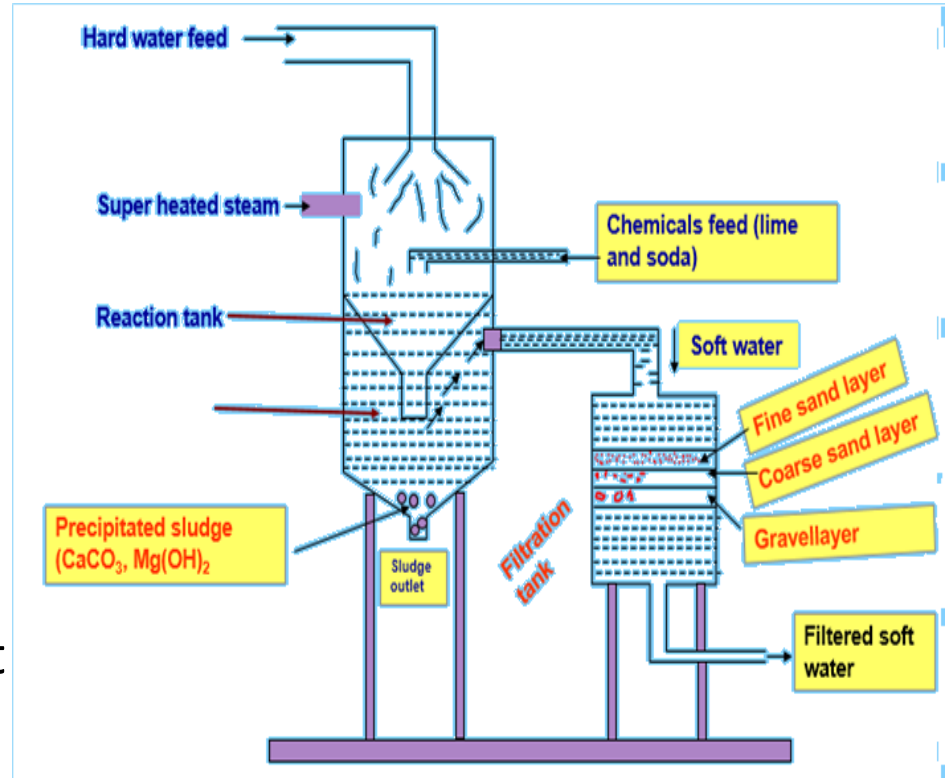 Hard water feed
Super heated steam
Chemicals feed (lime
and soda)
Reaction tank
Soft water
Fine sand layer
Coarse sand layer
Gravellayer
Precipitated sludge
(CaCO₃, Mg(OH)₂
Sludge
outlet
Filtration
tank
Filtered soft
water
t